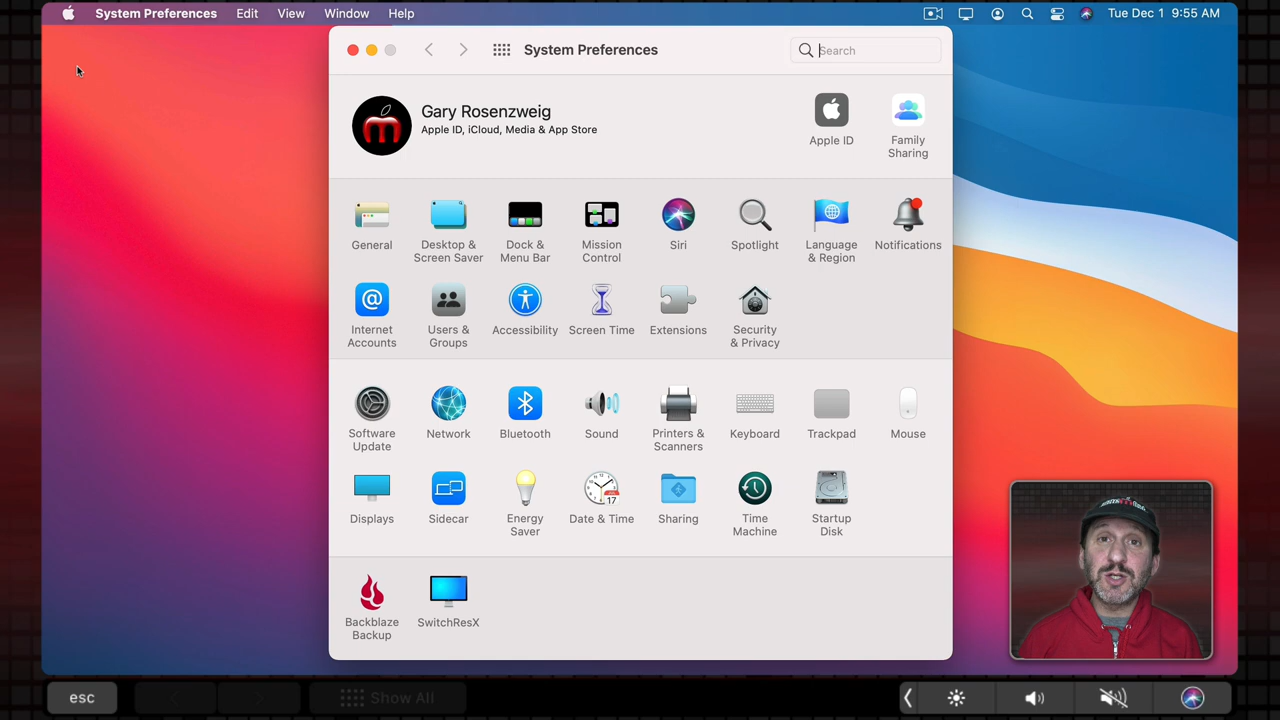 System Preferences Edit View Window Help Tue Dec 1 9:55 AM
System Preferences
Search
Gary Rosenzweig
Apple ID, iCloud, Media & App Store
Apple ID
Family
Sharing
General
Desktop &
Screen Saver
Dock &
Menu Bar
Mission
Control
Siri
Spotlight
Language
& Region
Notifications
Internet
Accounts
Users &
Groups
Accessibility
Screen Time
Extensions
Security
& Privacy
Software
Update
Network
Bluetooth
Sound
Printers &
Scanners
Keyboard
Trackpad
Mouse
Displays
Sidecar
Energy
Saver
Date & Time
Sharing
Time
Machine
Startup
Disk
Backblaze
Backup
SwitchResX
esc
Show All